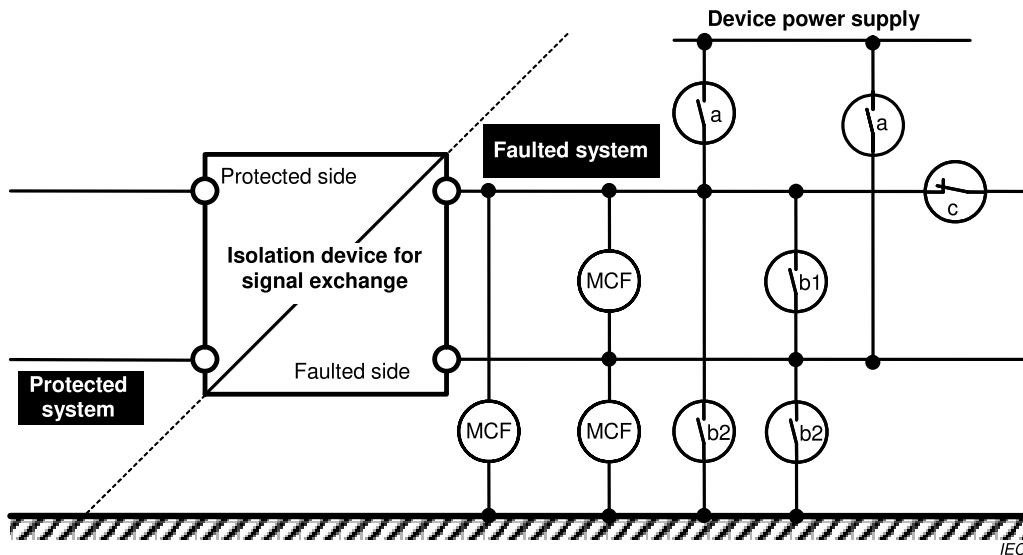 Device power supply
a
a
Faulted system
Protected side
c
Isolation device for
signal exchange
MCF
b1
Faulted side
Protected
system
MCF
MCF
b2
b2
IEC